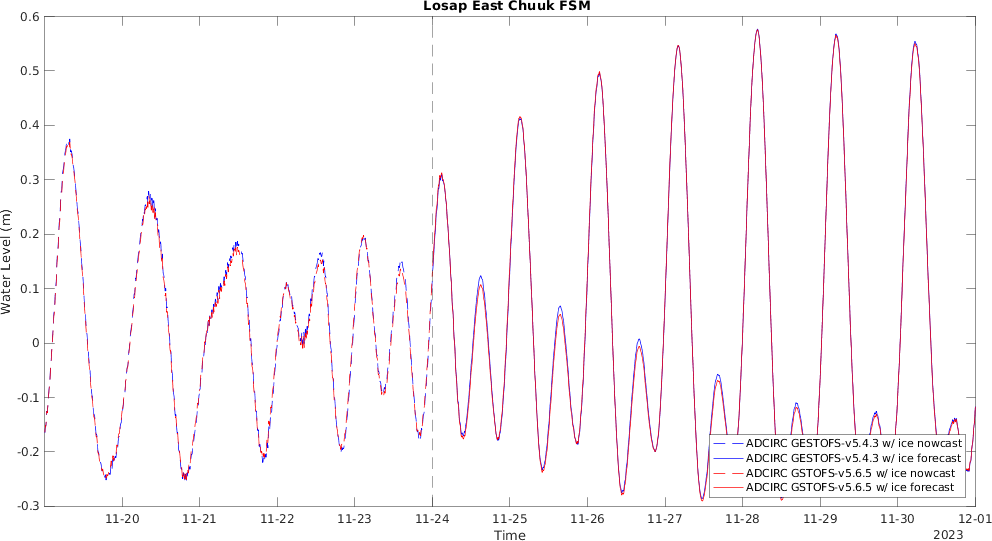 Losap East Chuuk FSM
Water Level (m)
0.6
0.5
0.4
0.3
0.2
0.1
0
-0.1
-0.2
-0.3
ADCIRC GESTOFS-v5.4.3 w/ ice nowcast
ADCIRC GESTOFS-v5.4.3 w/ ice forecast
ADCIRC GSTOFS-v5.6.5 w/ ice nowcast
ADCIRC GSTOFS-v5.6.5 w/ ice forecast
11-20 11-21 11-22 11-23 11-24 11-25 11-26 11-27 11-28 11-29 11-30 12-01
Time
2023